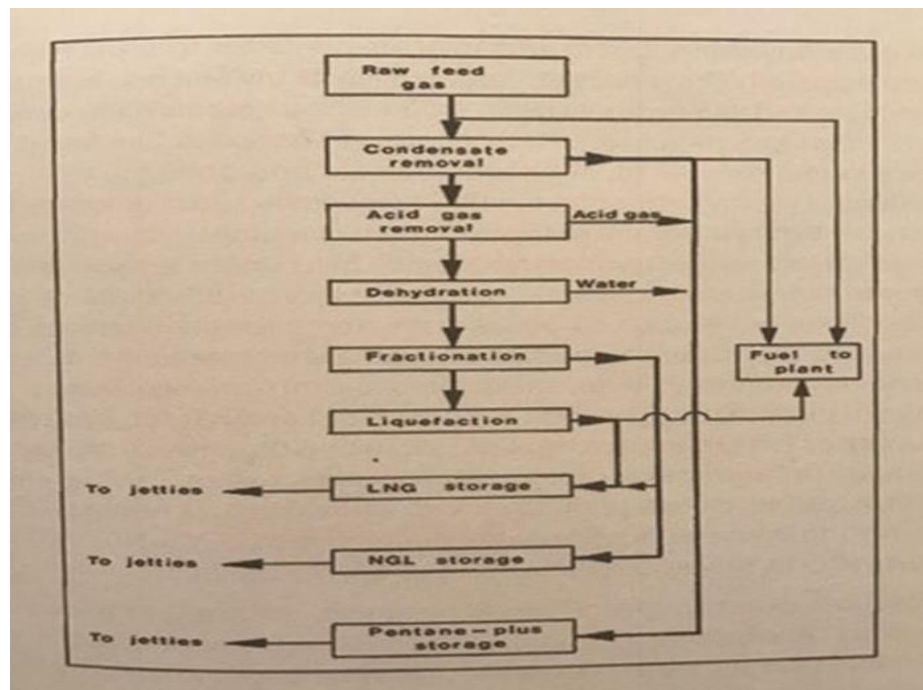 Raw feed
gas
Condensate
removal
Acid gas
removal
Acid gas
Dehydration
Water
Fractionation
Fuel to
plant
Liquefaction
To jetties
LNG storage
To jetties
NGL storage
To jetties
Pentane-plus
storage